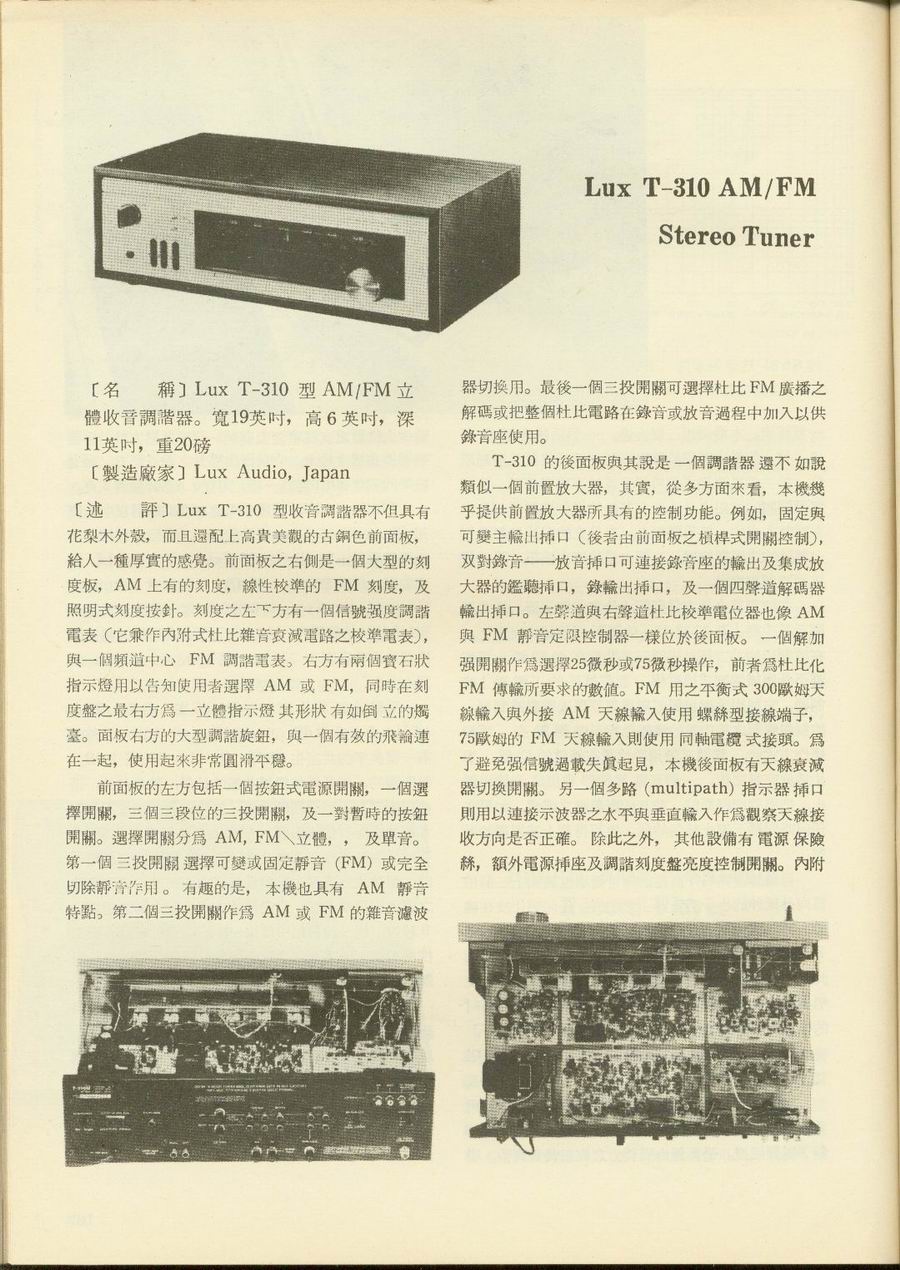 Lux T-310 AM/FM
Stereo Tuner
〔名　稱〕Lux T-310 型 AM/FM 立
體收音調諧器。寬19英吋，高 6 英吋，深
11英吋，重20磅
〔製造廠家〕Lux Audio, Japan
〔述　評〕Lux T-310 型收音調諧器不但具有
花梨木外殼，而且還配上高貴美觀的古銅色前面板，
給人一種厚實的感覺。前面板之右側是一個大型的刻
度板，AM 上有的刻度，線性校準的 FM 刻度，及
照明式刻度按針。刻度之左下方有一個信號强度調諧
電表（它兼作內附式杜比雜音衰減電路之校準電表），
與一個頻道中心 FM 調諧電表。右方有兩個寶石狀
指示燈用以告知使用者選擇 AM 或 FM，同時在刻
度盤之最右方爲一立體指示燈其形狀有如倒立的燭
臺。面板右方的大型調諧旋鈕，與一個有效的飛論連
在一起，使用起來非常圓滑平穩。
前面板的左方包括一個按鈕式電源開關，一個選
擇開關，三個三段位的三投開關，及一對暫時的按鈕
開關。選擇開關分爲 AM, FM＼立體，，及單音。
第一個三投開關選擇可變或固定靜音 (FM) 或完全
切除靜音作用。有趣的是，本機也具有 AM 靜音
特點。第二個三投開關作爲 AM 或 FM 的雜音濾波
器切換用。最後一個三投開關可選擇杜比 FM 廣播之
解碼或把整個杜比電路在錄音或放音過程中加入以供
錄音座使用。
T-310 的後面板與其說是一個調諧器還不如說
類似一個前置放大器，其實，從多方面來看，本機幾
乎提供前置放大器所具有的控制功能。例如，固定與
可變主輸出挿口（後者由前面板之槓桿式開關控制），
双對錄音——放音挿口可連接錄音座的輸出及集成放
大器的鑑聽挿口，錄輸出挿口，及一個四聲道解碼器
輸出挿口。左聲道與右聲道杜比校準電位器也像 AM
與 FM 靜音定限控制器一樣位於後面板。一個解加
强開關作爲選擇25微秒或75微秒操作，前者爲杜比化
FM 傳輸所要求的數値。FM 用之平衡式 300歐姆天
線輸入與外接 AM 天線輸入使用螺絲型接線端子，
75歐姆的 FM 天線輸入則使用同軸電纜式接頭。爲
了避免强信號過載失眞起見，本機後面板有天線衰減
器切換開關。另一個多路 (multipath) 指示器挿口
則用以連接示波器之水平與垂直輸入作爲觀察天線接
收方向是否正確。除此之外，其他設備有電源保險
絲，額外電源挿座及調諧刻度盤亮度控制開關。內附